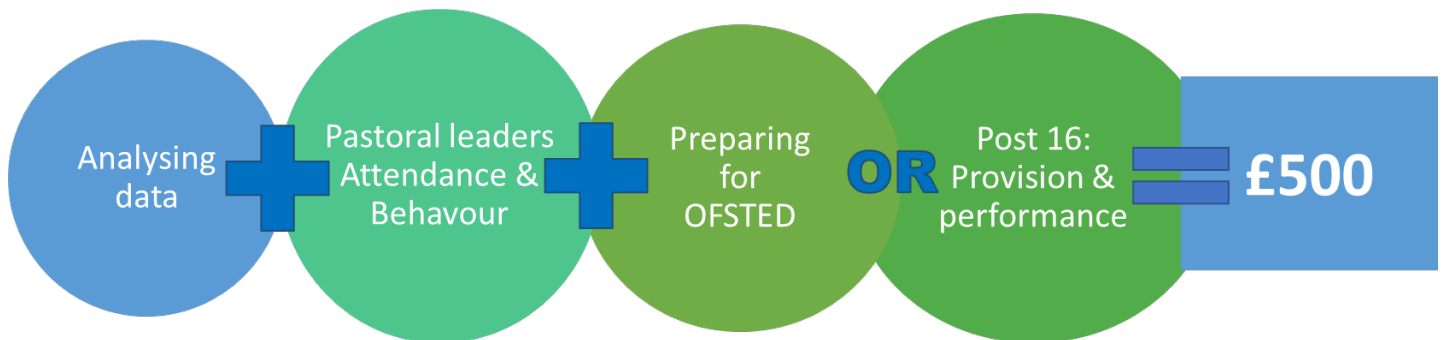 Analysing
data
Pastoral leaders
Attendance &
Behavour
Preparing
for
OFSTED
OR
Post 16:
Provision &
performance
£500